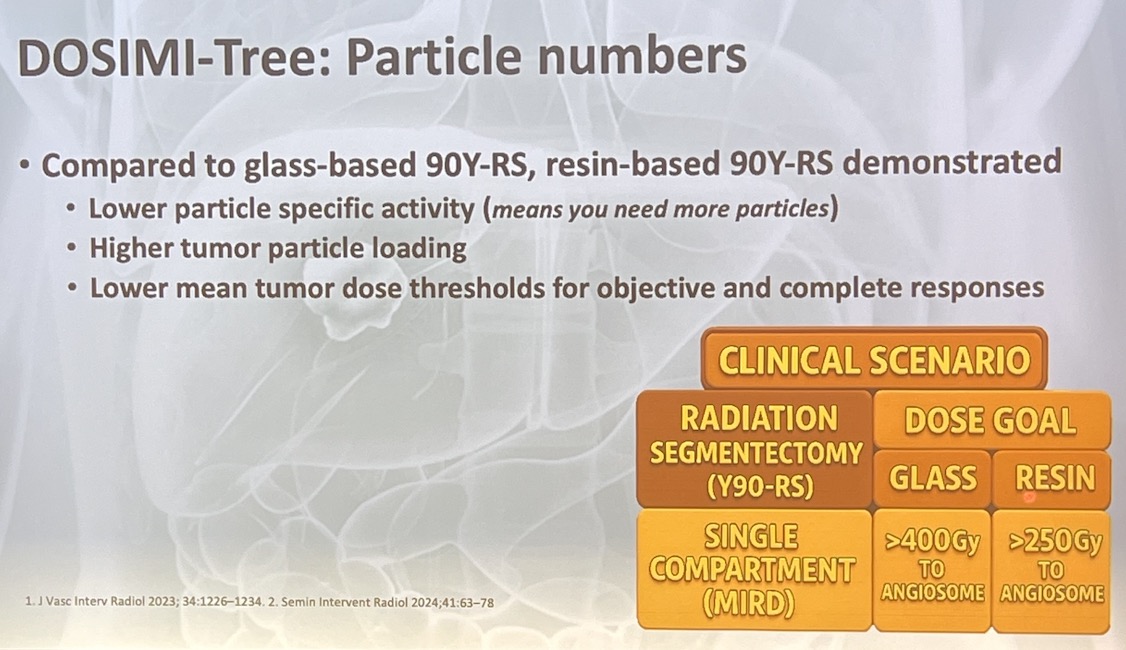 DOSIMI-Tree: Particle numbers
• Compared to glass-based 90Y-RS, resin-based 90Y-RS demonstrated
• Lower particle specific activity (means you need more particles)
• Higher tumor particle loading
• Lower mean tumor dose thresholds for objective and complete responses
CLINICAL SCENARIO
RADIATION
SEGMENTECTOMY
(Y90-RS)
DOSE GOAL
GLASS
RESIN
SINGLE
COMPARTMENT
(MIRD)
>400Gy
TO
ANGIOSOME
>250Gy
TO
ANGIOSOME
1. J Vasc Interv Radiol 2023; 34:1226–1234. 2. Semin Intervent Radiol 2024;41:63–78